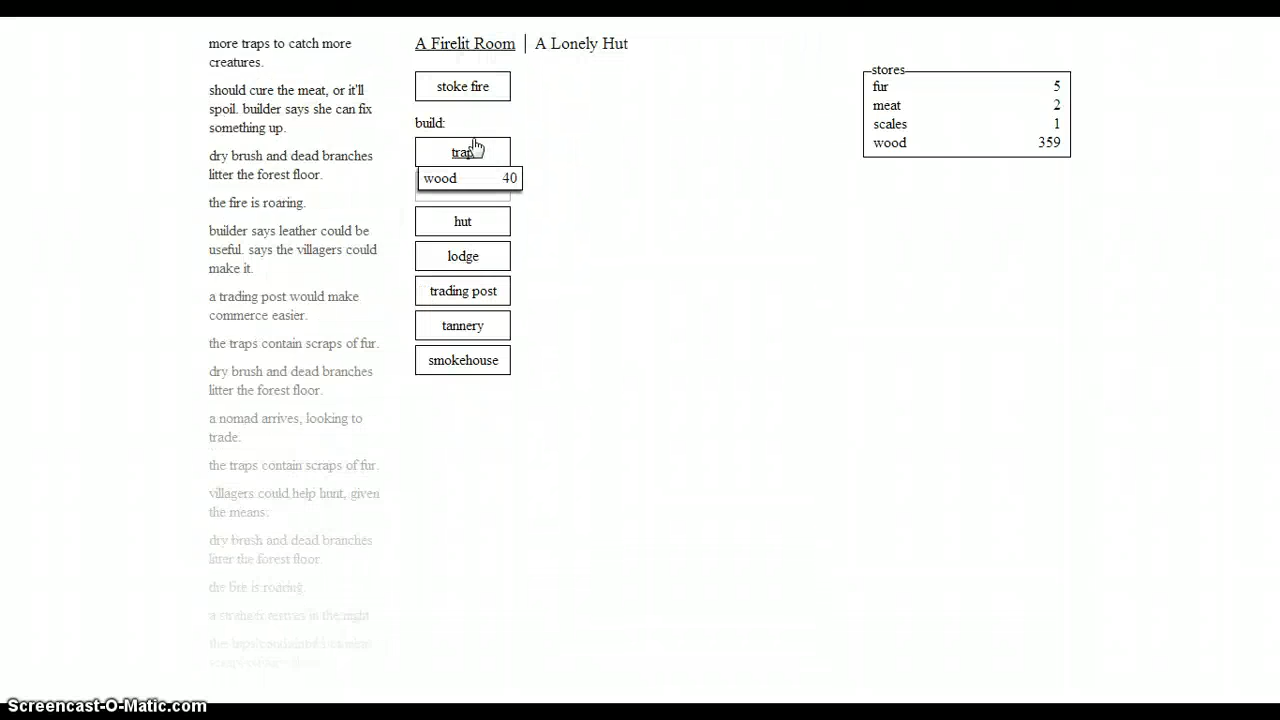 more traps to catch more
creatures.
should cure the meat, or it'll
spoil. builder says she can fix
something up.
dry brush and dead branches
litter the forest floor.
the fire is roaring.
builder says leather could be
useful. says the villagers could
make it.
a trading post would make
commerce easier.
the traps contain scraps of fur.
dry brush and dead branches
litter the forest floor.
a nomad arrives, looking to
trade.
the traps contain scraps of fur.
villagers could help hunt, given
the means.
dry brush and dead branches
litter the forest floor.
the fire is roaring.
a stranger arrives in the night
A Firelit Room | A Lonely Hut
stoke fire
build:
trap
wood 40
hut
lodge
trading post
tannery
smokehouse
stores
fur 5
meat 2
scales 1
wood 359
Screencast-O-Matic.com